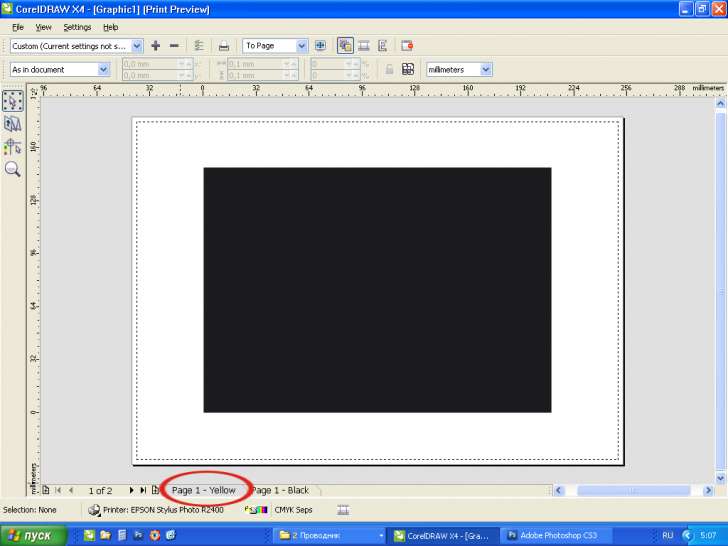 CorelDRAW X4 - [Graphic1] [Print Preview]
File View Settings Help
Custom (Current settings not s... To Page
As in document 0,0 mm x: 0,1 mm 0 % millimeters
0,0 mm y: 0,1 mm 0 %
96 64 32 0 32 64 96 128 160 192 224 256 288 millimeters
160
128
96
64
32
0
millimeters
1 of 2 Page 1 - Yellow Page 1 - Black
Selection: None Printer: EPSON Stylus Photo R2400 CMYK Seps
пуск 2 Проводник CorelDRAW X4 - [Gra... Adobe Photoshop CS3 RU 5:07